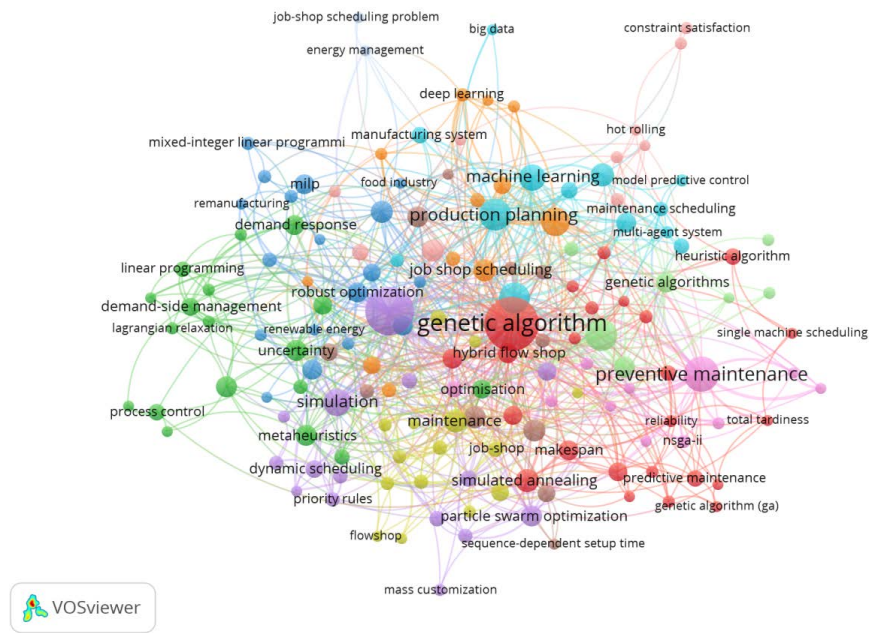 job-shop scheduling problem
big data
constraint satisfaction
energy management
deep learning
manufacturing system
hot rolling
mixed-integer linear programmi
machine learning
milp
food industry
model predictive control
remanufacturing
production planning
maintenance scheduling
demand response
multi-agent system
heuristic algorithm
linear programming
job shop scheduling
genetic algorithms
robust optimization
demand-side management
genetic algorithm
lagrangian relaxation
renewable energy
single machine scheduling
hybrid flow shop
uncertainty
preventive maintenance
optimisation
simulation
process control
maintenance
reliability
total tardiness
metaheuristics
job-shop
makespan
nsga-ii
dynamic scheduling
simulated annealing
predictive maintenance
priority rules
genetic algorithm (ga)
particle swarm optimization
flowshop
sequence-dependent setup time
mass customization
VOSviewer